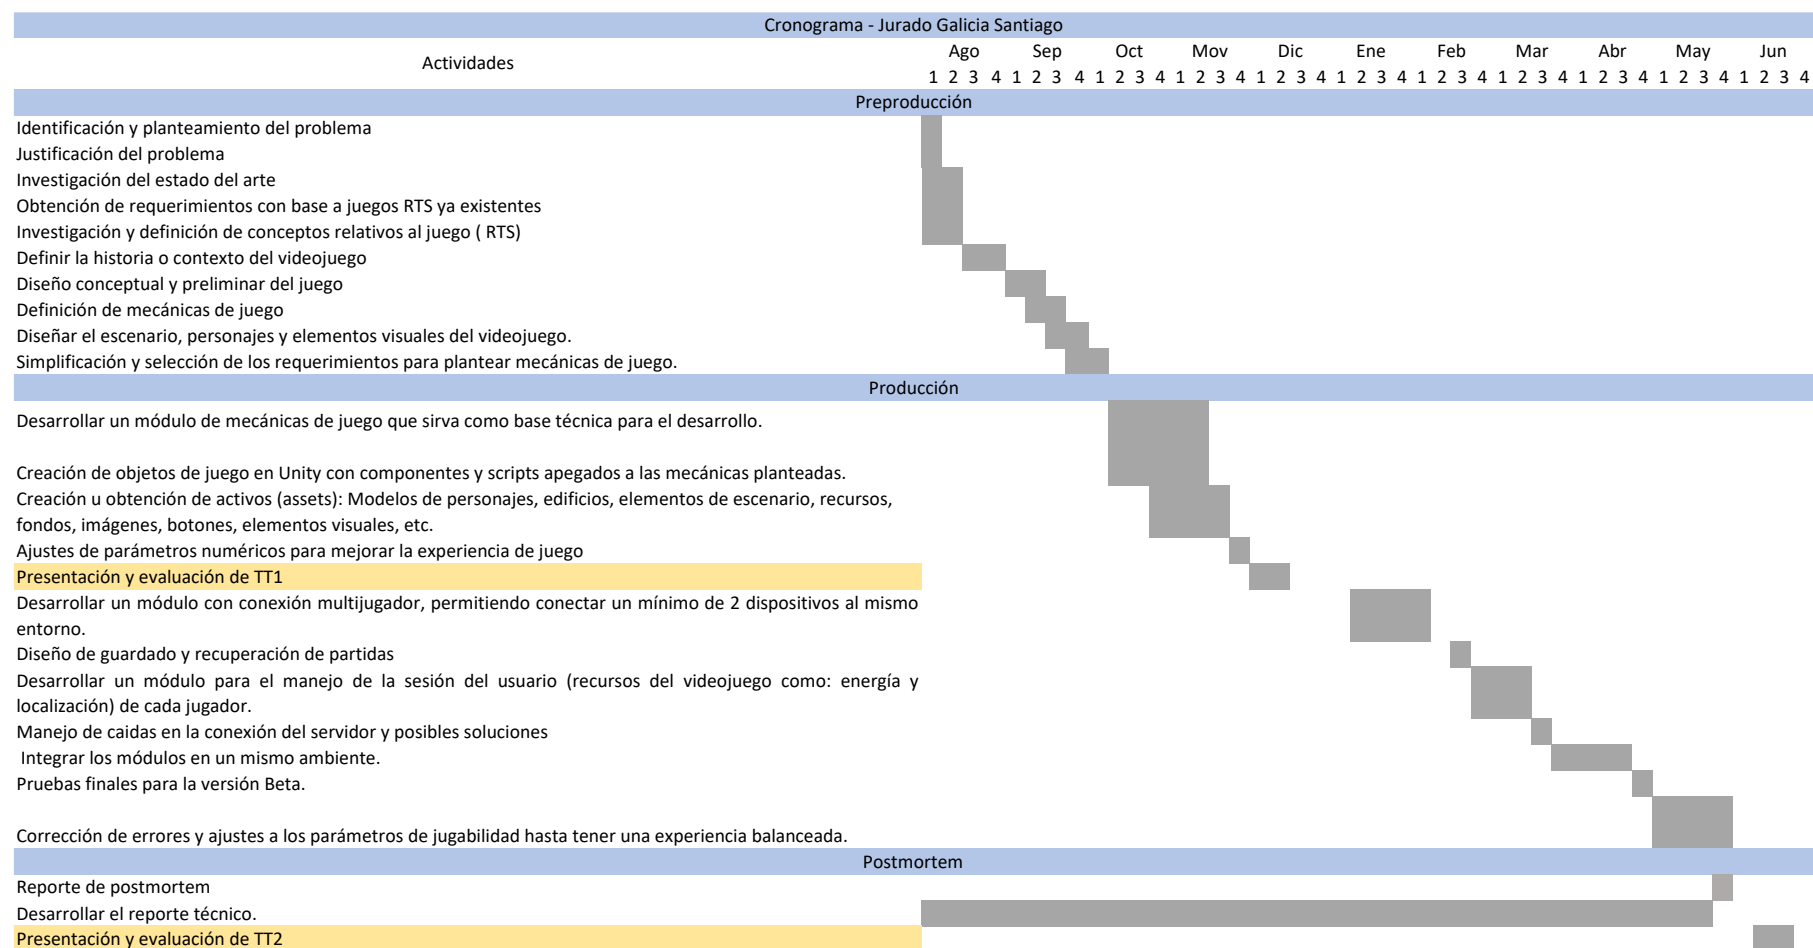 Cronograma - Jurado Galicia Santiago
Actividades
Ago Sep Oct Mov Dic Ene Feb Mar Abr May Jun
1 2 3 4 1 2 3 4 1 2 3 4 1 2 3 4 1 2 3 4 1 2 3 4 1 2 3 4 1 2 3 4 1 2 3 4 1 2 3 4 1 2 3 4
Preproducción
Identificación y planteamiento del problema
Justificación del problema
Investigación del estado del arte
Obtención de requerimientos con base a juegos RTS ya existentes
Investigación y definición de conceptos relativos al juego ( RTS)
Definir la historia o contexto del videojuego
Diseño conceptual y preliminar del juego
Definición de mecánicas de juego
Diseñar el escenario, personajes y elementos visuales del videojuego.
Simplificación y selección de los requerimientos para plantear mecánicas de juego.
Producción
Desarrollar un módulo de mecánicas de juego que sirva como base técnica para el desarrollo.
Creación de objetos de juego en Unity con componentes y scripts apegados a las mecánicas planteadas.
Creación u obtención de activos (assets): Modelos de personajes, edificios, elementos de escenario, recursos,
fondos, imágenes, botones, elementos visuales, etc.
Ajustes de parámetros numéricos para mejorar la experiencia de juego
Presentación y evaluación de TT1
Desarrollar un módulo con conexión multijugador, permitiendo conectar un mínimo de 2 dispositivos al mismo
entorno.
Diseño de guardado y recuperación de partidas
Desarrollar un módulo para el manejo de la sesión del usuario (recursos del videojuego como: energía y
localización) de cada jugador.
Manejo de caidas en la conexión del servidor y posibles soluciones
Integrar los módulos en un mismo ambiente.
Pruebas finales para la versión Beta.
Corrección de errores y ajustes a los parámetros de jugabilidad hasta tener una experiencia balanceada.
Postmortem
Reporte de postmortem
Desarrollar el reporte técnico.
Presentación y evaluación de TT2